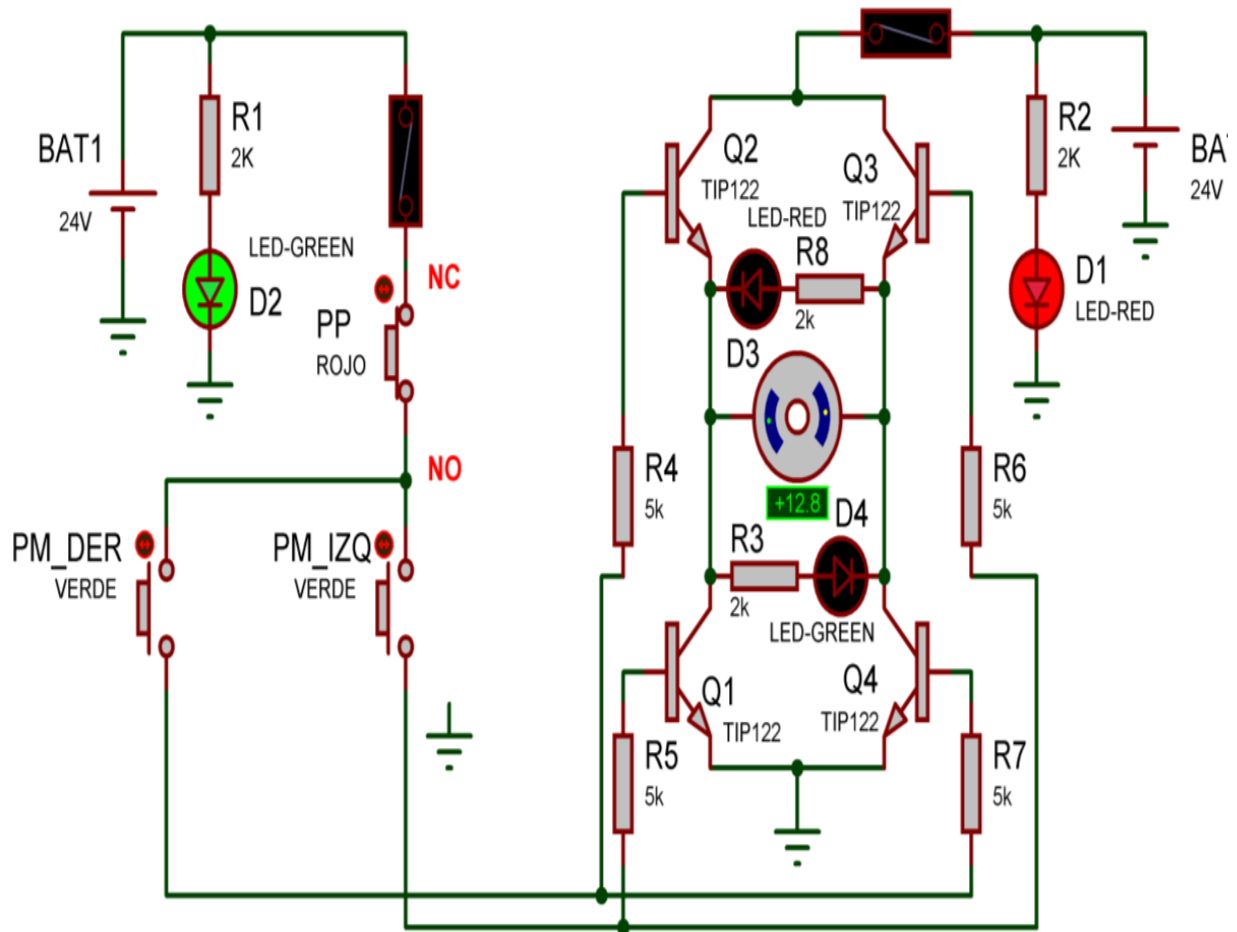 BAT1
24V
R1
2K
LED-GREEN
D2
NC
PP
ROJO
NO
PM_DER
VERDE
PM_IZQ
VERDE
Q2
TIP122
LED-RED
R8
2k
Q3
TIP122
R2
2K
BAT
24V
D1
LED-RED
D3
+12.8
R4
5k
R6
5k
D4
R3
2k
LED-GREEN
Q1
TIP122
Q4
TIP122
R5
5k
R7
5k